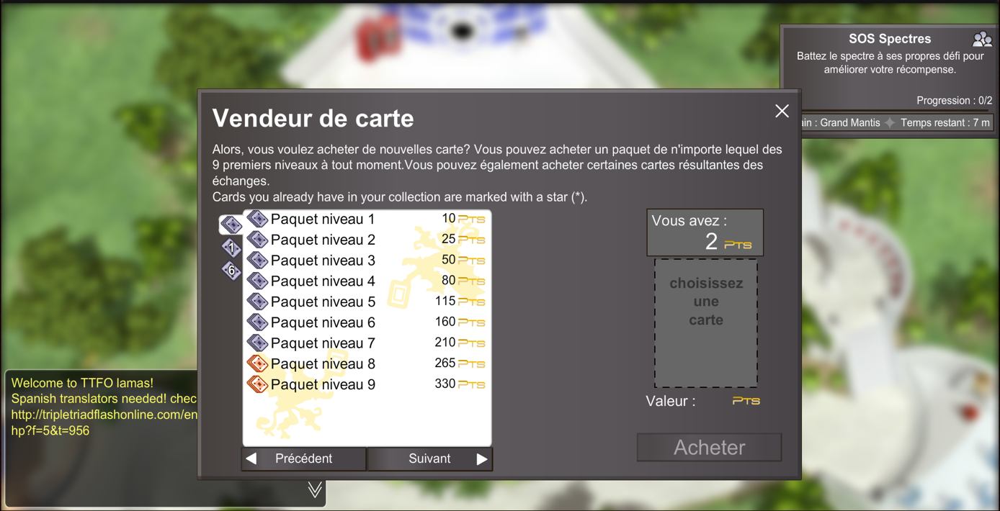 SOS Spectres
Battez le spectre à ses propres défi pour
améliorer votre récompense.
Progression : 0/2
ain : Grand Mantis
Temps restant : 7 m
Vendeur de carte
Alors, vous voulez acheter de nouvelles carte? Vous pouvez acheter un paquet de n'importe lequel des
9 premiers niveaux à tout moment.Vous pouvez également acheter certaines cartes résultantes des
échanges.
Cards you already have in your collection are marked with a star (*).
1
6
Paquet niveau 1 10 PTS
Paquet niveau 2 25 PTS
Paquet niveau 3 50 PTS
Paquet niveau 4 80 PTS
Paquet niveau 5 115 PTS
Paquet niveau 6 160 PTS
Paquet niveau 7 210 PTS
Paquet niveau 8 265 PTS
Paquet niveau 9 330 PTS
Précédent
Suivant
Vous avez :
2 PTS
choisissez
une
carte
Valeur : PTS
Acheter
Welcome to TTFO lamas!
Spanish translators needed! chec
http://tripletriadflashonline.com/en
hp?f=5&t=956